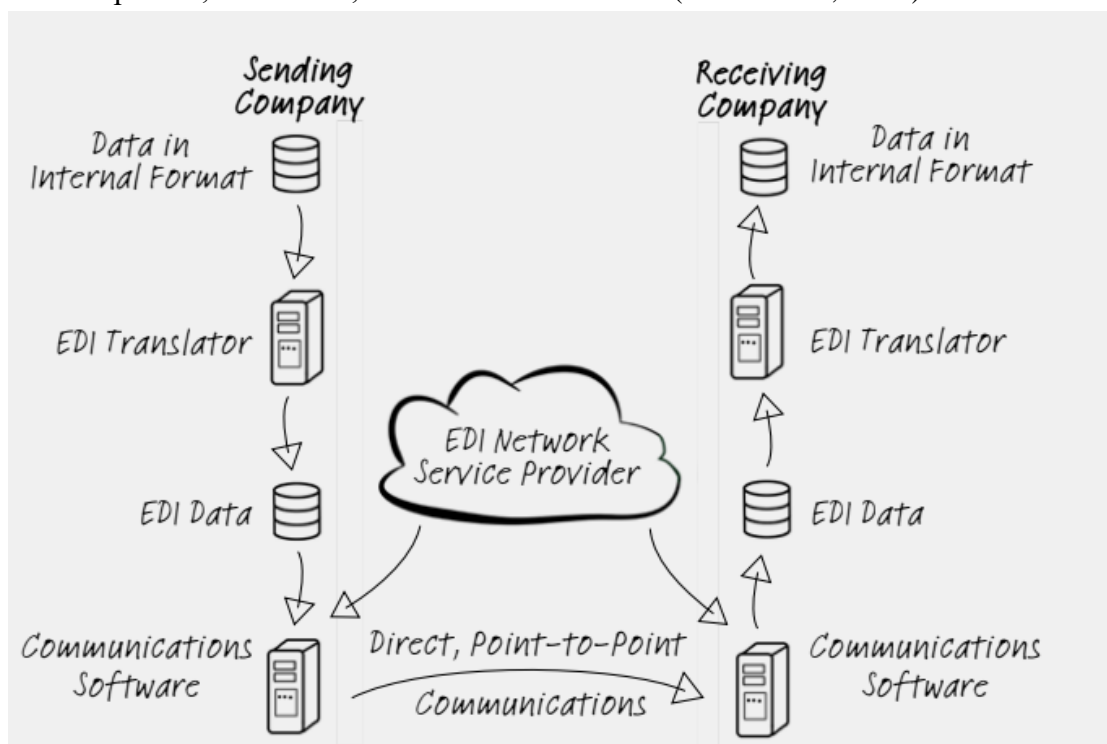 Sending
Company
Receiving
Company
Data in
Internal Format
Data in
Internal Format
EDI Translator
EDI Translator
EDI Network
Service Provider
EDI Data
EDI Data
Communications
Software
Direct, Point-to-Point
Communications
Communications
Software